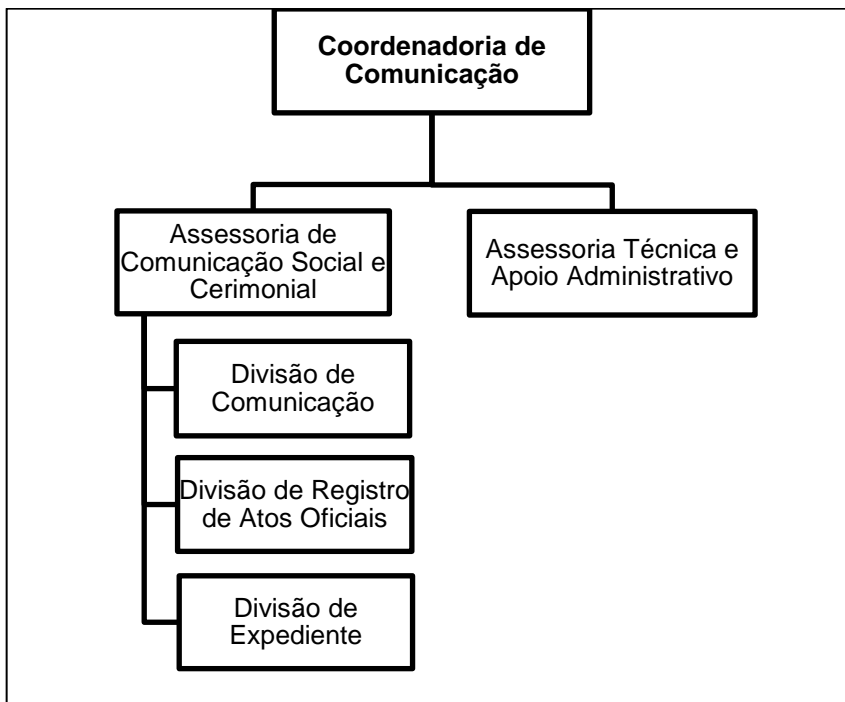 Coordenadoria de
Comunicação
Assessoria de
Comunicação Social e
Cerimonial
Assessoria Técnica e
Apoio Administrativo
Divisão de
Comunicação
Divisão de Registro
de Atos Oficiais
Divisão de
Expediente